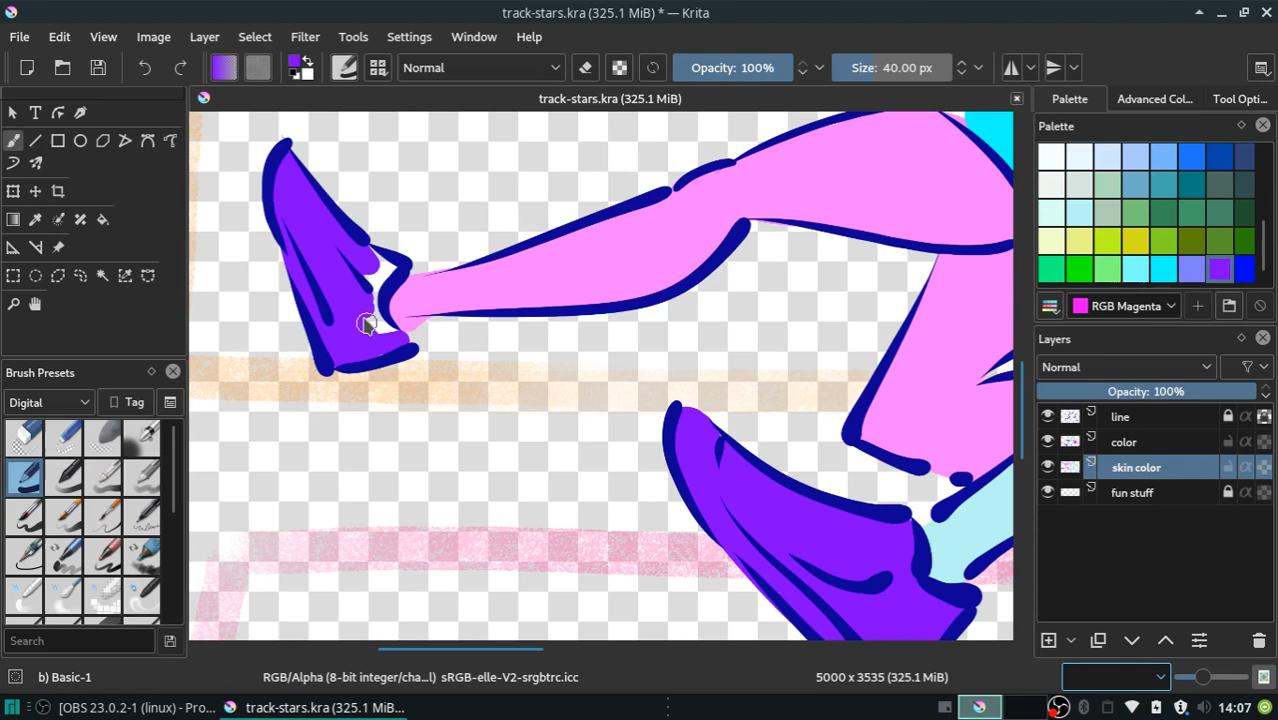 track-stars.kra (325.1 MiB) * — Krita
File Edit View Image Layer Select Filter Tools Settings Window Help
Normal Opacity: 100% Size: 40.00 px
track-stars.kra (325.1 MiB)
Palette Advanced Col... Tool Opti...
Palette
RGB Magenta
Layers
Normal
Opacity: 100%
line
color
skin color
fun stuff
Brush Presets
Digital Tag
Search
b) Basic-1 RGB/Alpha (8-bit integer/cha...l) sRGB-elle-V2-srgbtrc.icc 5000 x 3535 (325.1 MiB)
[OBS 23.0.2-1 (linux) - Pro... track-stars.kra (325.1 MiB... 14:07